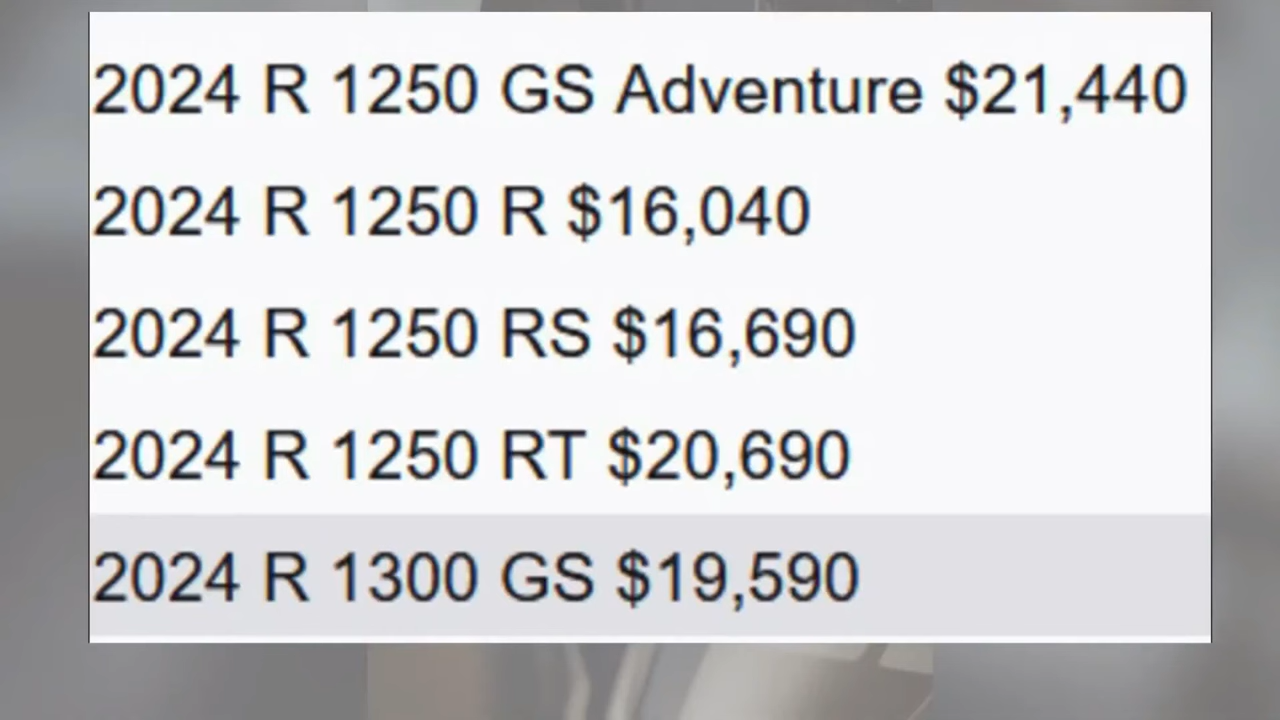 2024 R 1250 GS Adventure $21,440
2024 R 1250 R $16,040
2024 R 1250 RS $16,690
2024 R 1250 RT $20,690
2024 R 1300 GS $19,590